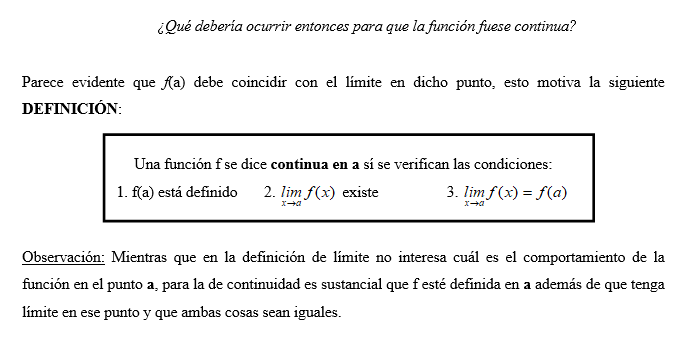 ¿Qué debería ocurrir entonces para que la función fuese continua?
Parece evidente que f(a) debe coincidir con el límite en dicho punto, esto motiva la siguiente
DEFINICIÓN:
Una función f se dice continua en a sí se verifican las condiciones:
1. f(a) está definido 2. lim x→a f(x) existe 3. lim x→a f(x) = f(a)
Observación: Mientras que en la definición de límite no interesa cuál es el comportamiento de la
función en el punto a, para la de continuidad es sustancial que f esté definida en a además de que tenga
límite en ese punto y que ambas cosas sean iguales.